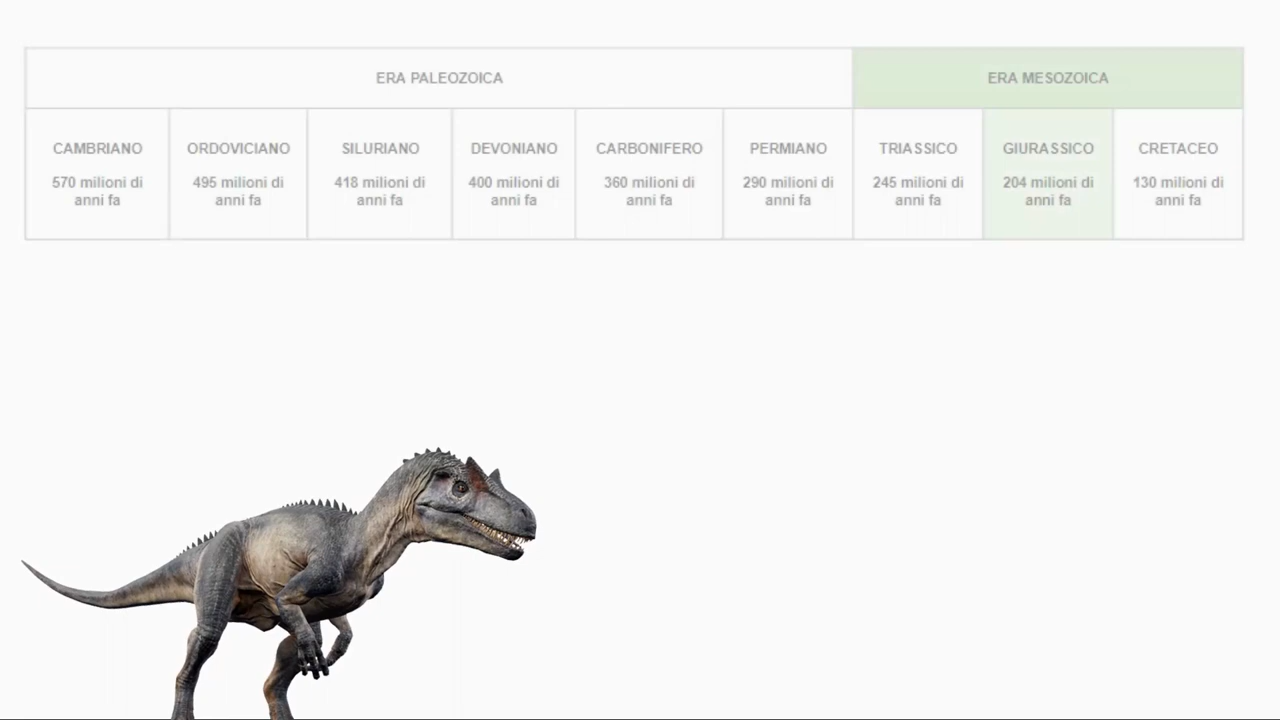 ERA PALEOZOICA
ERA MESOZOICA
CAMBRIANO
570 milioni di
anni fa
ORDOVICIANO
495 milioni di
anni fa
SILURIANO
418 milioni di
anni fa
DEVONIANO
400 milioni di
anni fa
CARBONIFERO
360 milioni di
anni fa
PERMIANO
290 milioni di
anni fa
TRIASSICO
245 milioni di
anni fa
GIURASSICO
204 milioni di
anni fa
CRETACEO
130 milioni di
anni fa